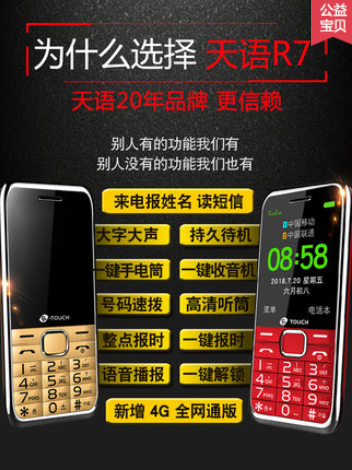 公益
宝贝
为什么选择 天语R7
天语20年品牌 更信赖
别人有的功能我们有
别人没有的功能我们也有
来电报姓名 读短信
大字大声
持久待机
一键手电筒
一键收音机
号码速拨
高清听筒
整点报时
一键报时
语音播报
一键解锁
新增 4G 全网通版
中国移动
中国联通
08:58
2018.7.20 星期五
六月初八
菜单
电话本
K-TOUCH
K-TOUCH